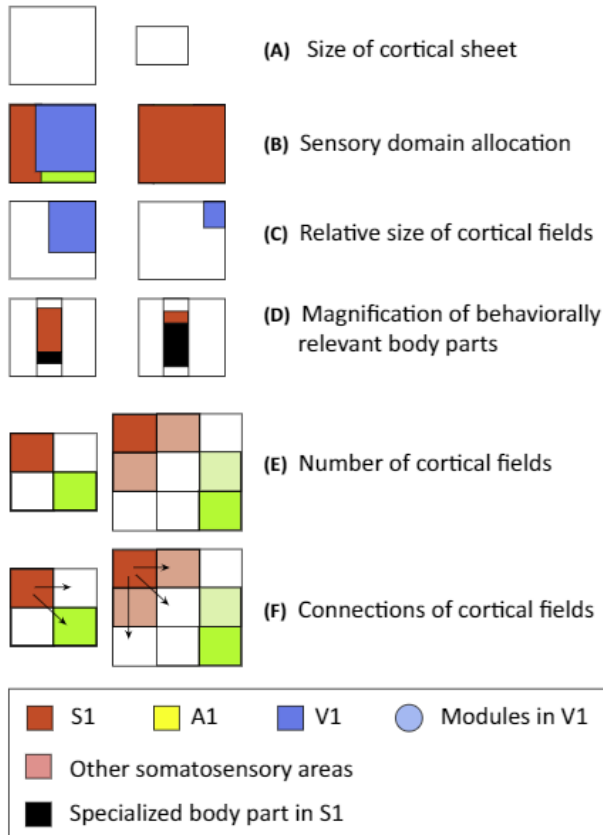 (A) Size of cortical sheet
(B) Sensory domain allocation
(C) Relative size of cortical fields
(D) Magnification of behaviorally
relevant body parts
(E) Number of cortical fields
(F) Connections of cortical fields
S1 A1 V1 Modules in V1
Other somatosensory areas
Specialized body part in S1